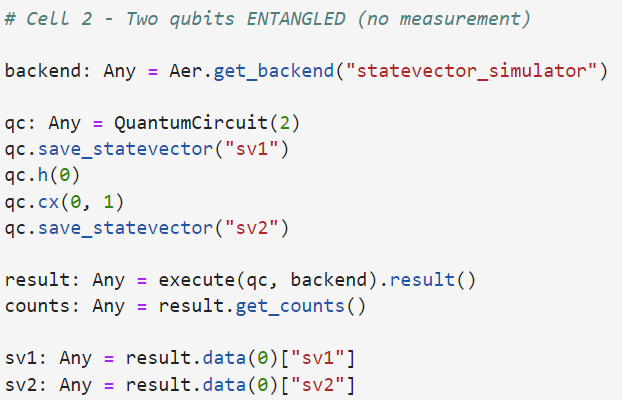 # Cell 2 - Two qubits ENTANGLED (no measurement)
backend: Any = Aer.get_backend("statevector_simulator")
qc: Any = QuantumCircuit(2)
qc.save_statevector("sv1")
qc.h(0)
qc.cx(0, 1)
qc.save_statevector("sv2")
result: Any = execute(qc, backend).result()
counts: Any = result.get_counts()
sv1: Any = result.data(0)["sv1"]
sv2: Any = result.data(0)["sv2"]